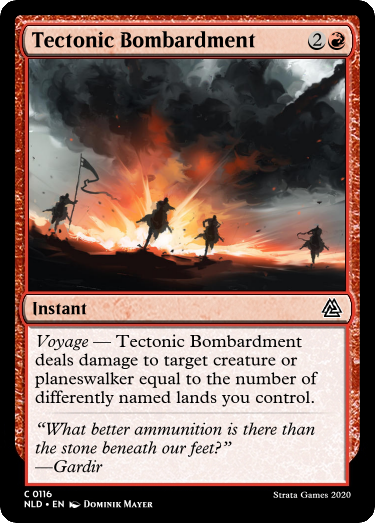 Tectonic Bombardment 2
Instant
Voyage — Tectonic Bombardment
deals damage to target creature or
planeswalker equal to the number of
differently named lands you control.
“What better ammunition is there than
the stone beneath our feet?”
—Gardir
C 0116
NLD • EN Dominik Mayer
Strata Games 2020